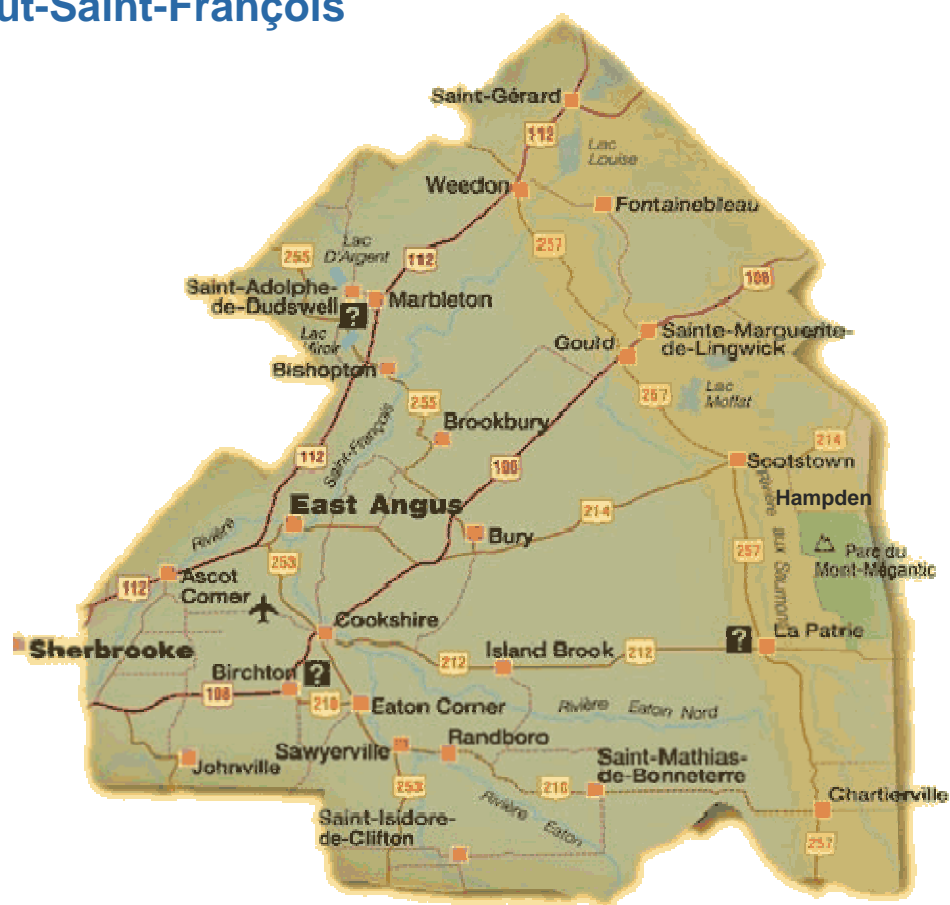 ut-Saint-François
Saint-Gérard
112
Lac
Louise
Weedon
Fontainebleau
257
255
Lac
D'Argent
112
108
Saint-Adolphe-
de-Dudswell
?
Marbleton
Lac
Miroir
Gould
Sainte-Marguerite-
de-Lingwick
Bishopton
255
257
Lac
Moffat
Brookbury
Saint-François
214
112
108
Scotstown
Hampden
East Angus
214
Rivière
Bury
257
Rivière aux Saumons
253
Parc du
Mont-Mégantic
112
Ascot
Corner
Cookshire
?
La Patrie
Sherbrooke
Island Brook
212
212
Birchton
?
108
210
Eaton Corner
Rivière Eaton Nord
Sawyerville
Randboro
Johnville
Saint-Mathias-
de-Bonneterre
253
210
Rivière
Eaton
Chartierville
Saint-Isidore-
de-Clifton
257